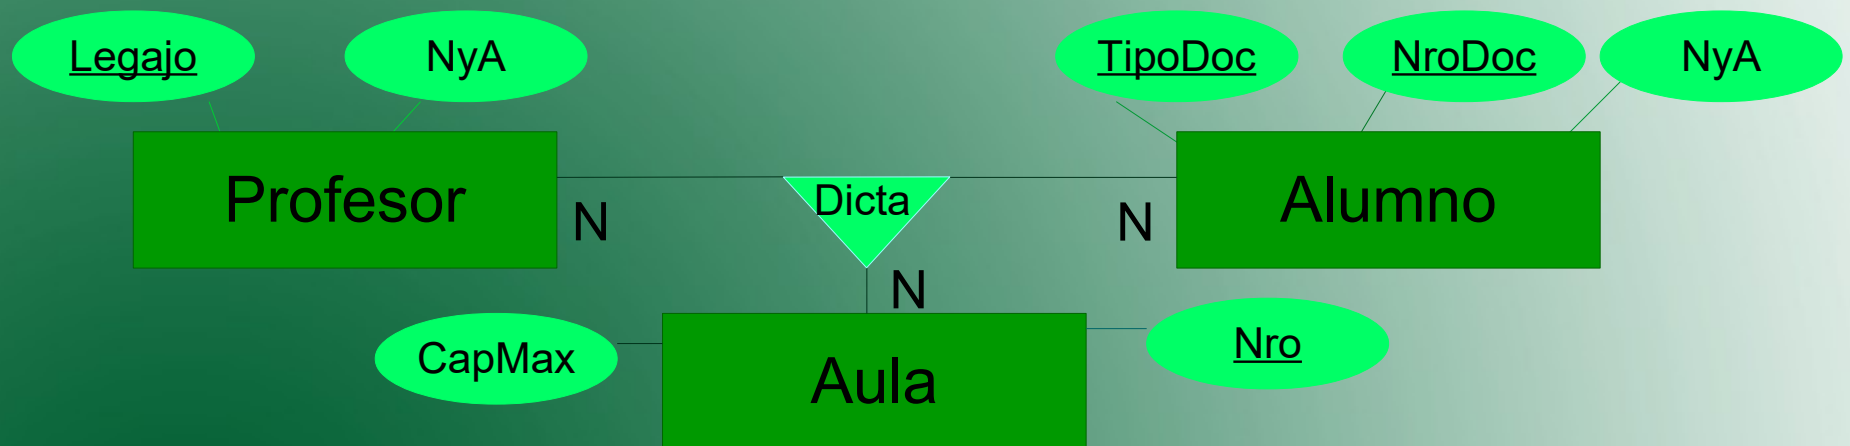 Legajo
NyA
TipoDoc
NroDoc
NyA
Profesor
N
Dicta
N
Alumno
N
CapMax
Aula
Nro